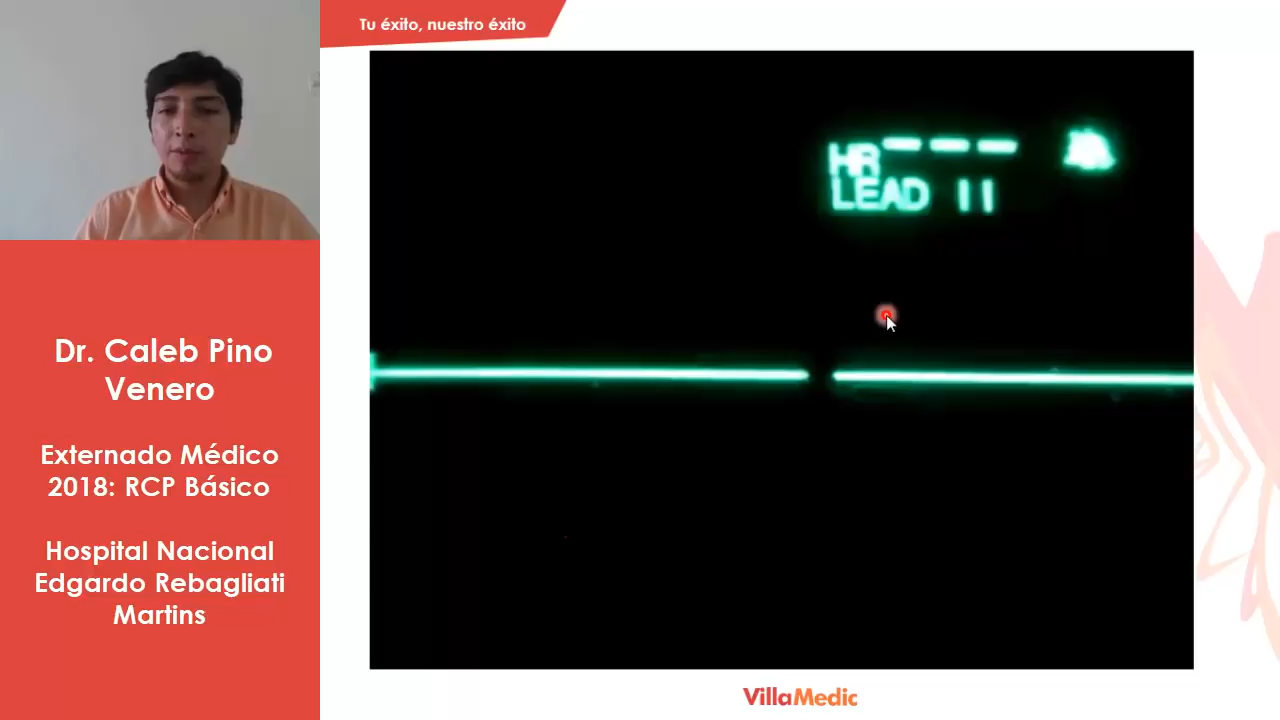 Tu éxito, nuestro éxito
HR---
LEAD II
Dr. Caleb Pino
Venero
Externado Médico
2018: RCP Básico
Hospital Nacional
Edgardo Rebagliati
Martins
VillaMedic